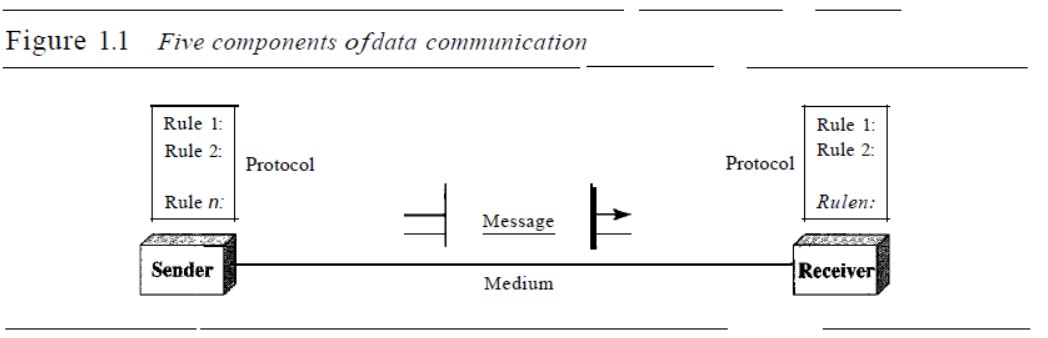 Figure 1.1 Five components ofdata communication
Rule 1:
Rule 2:
Rule n:
Protocol
Message
Protocol
Rule 1:
Rule 2:
Rulen:
Sender
Medium
Receiver